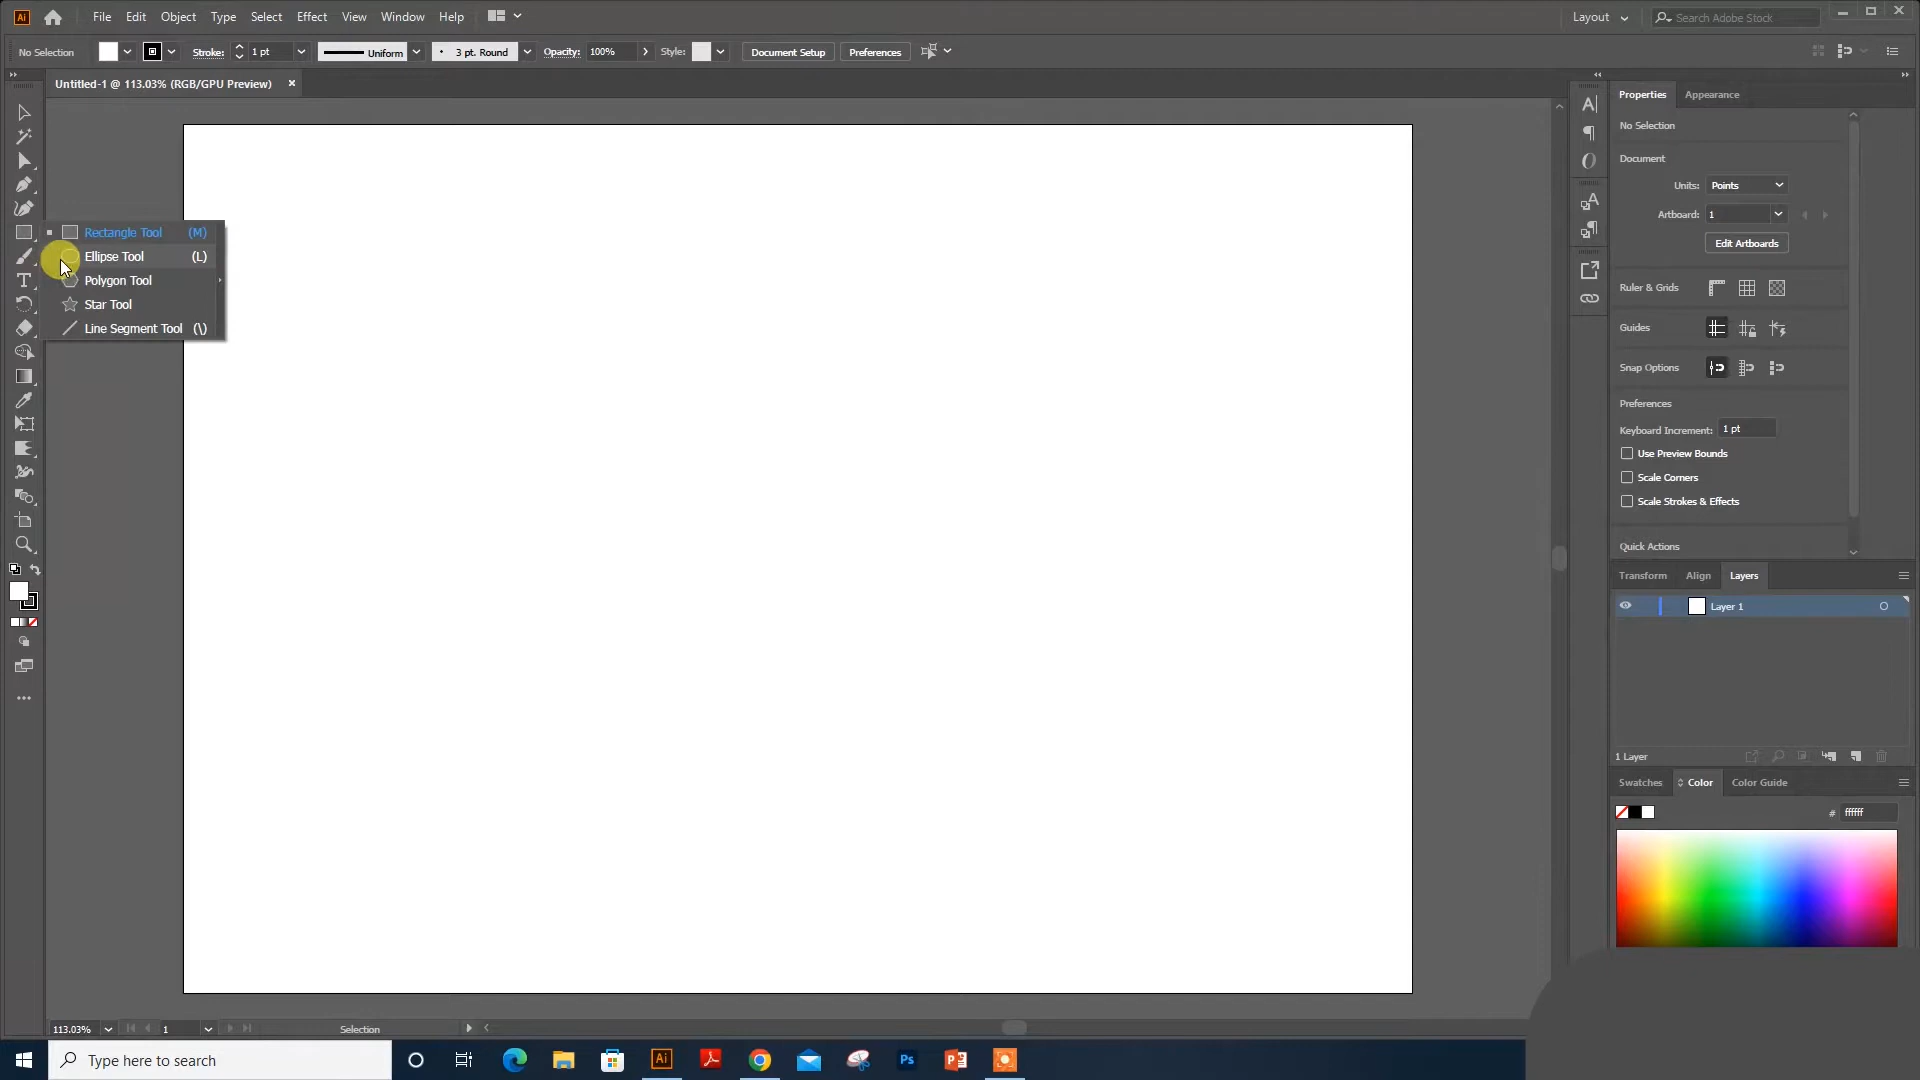 Ai File Edit Object Type Select Effect View Window Help Layout Search Adobe Stock
No Selection Stroke: 1 pt Uniform 3 pt. Round Opacity: 100% Style: Document Setup Preferences
Untitled-1 @ 113.03% (RGB/GPU Preview) ×
Properties Appearance
No Selection
Document
Units: Points
Artboard: 1
Edit Artboards
Rectangle Tool (M)
Ellipse Tool (L)
Polygon Tool
Star Tool
Line Segment Tool (\)
Ruler & Grids
Guides
Snap Options
Preferences
Keyboard Increment: 1 pt
Use Preview Bounds
Scale Corners
Scale Strokes & Effects
Quick Actions
Transform Align Layers
Layer 1
1 Layer
Swatches Color Color Guide
# ffffff
113.03% 1 Selection
Type here to search Ai Ps